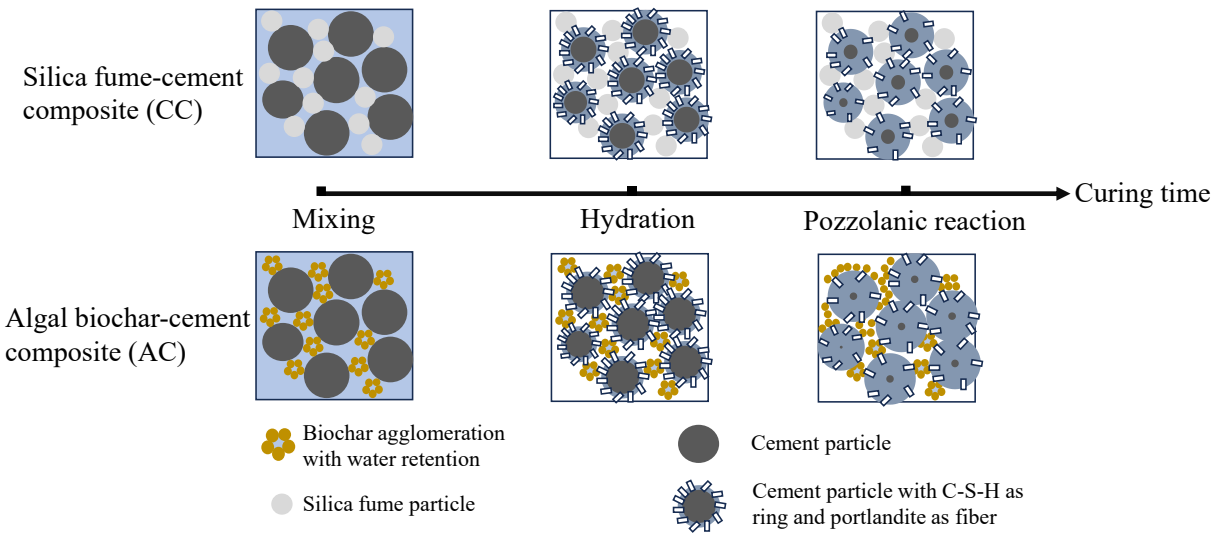 Silica fume-cement
composite (CC)
Curing time
Mixing
Hydration
Pozzolanic reaction
Algal biochar-cement
composite (AC)
Biochar agglomeration
with water retention
Cement particle
Silica fume particle
Cement particle with C-S-H as
ring and portlandite as fiber